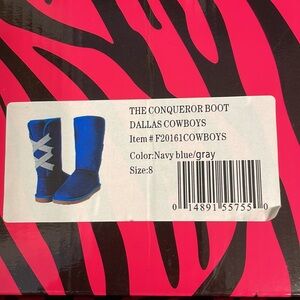 THE CONQUEROR BOOT
DALLAS COWBOYS
Item # F20161COWBOYS
Color:Navy blue/gray
Size:8
0 14891 55755 0